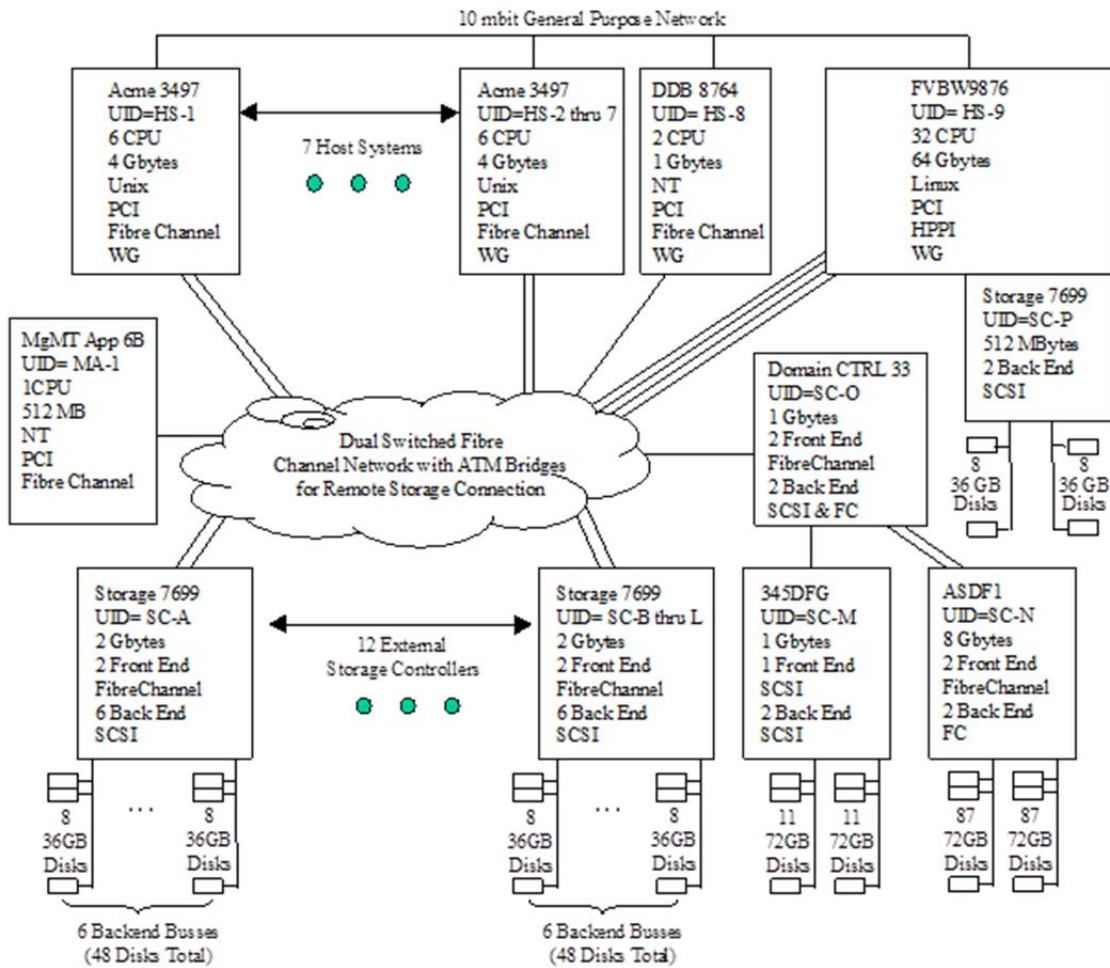 10 mbit General Purpose Network
Acme 3497
UID=HS-1
6 CPU
4 Gbytes
Unix
PCI
Fibre Channel
WG
7 Host Systems
Acme 3497
UID=HS-2 thru 7
6 CPU
4 Gbytes
Unix
PCI
Fibre Channel
WG
DDB 8764
UID= HS-8
2 CPU
1 Gbytes
NT
PCI
Fibre Channel
WG
FVBW9876
UID= HS-9
32 CPU
64 Gbytes
Linux
PCI
HPPI
WG
Storage 7699
UID=SC-P
512 MBytes
2 Back End
SCSI
8
36 GB
Disks
8
36 GB
Disks
MgMT App 6B
UID= MA-1
1CPU
512 MB
NT
PCI
Fibre Channel
Dual Switched Fibre
Channel Network with ATM Bridges
for Remote Storage Connection
Domain CTRL 33
UID=SC-O
1 Gbytes
2 Front End
FibreChannel
2 Back End
SCSI & FC
Storage 7699
UID= SC-A
2 Gbytes
2 Front End
FibreChannel
6 Back End
SCSI
12 External
Storage Controllers
Storage 7699
UID= SC-B thru L
2 Gbytes
2 Front End
FibreChannel
6 Back End
SCSI
345DFG
UID=SC-M
1 Gbytes
1 Front End
SCSI
2 Back End
SCSI
ASDF1
UID=SC-N
8 Gbytes
2 Front End
FibreChannel
2 Back End
FC
8
36GB
Disks
...
8
36GB
Disks
6 Backend Busses
(48 Disks Total)
8
36GB
Disks
...
8
36GB
Disks
6 Backend Busses
(48 Disks Total)
11
72GB
Disks
11
72GB
Disks
87
72GB
Disks
87
72GB
Disks